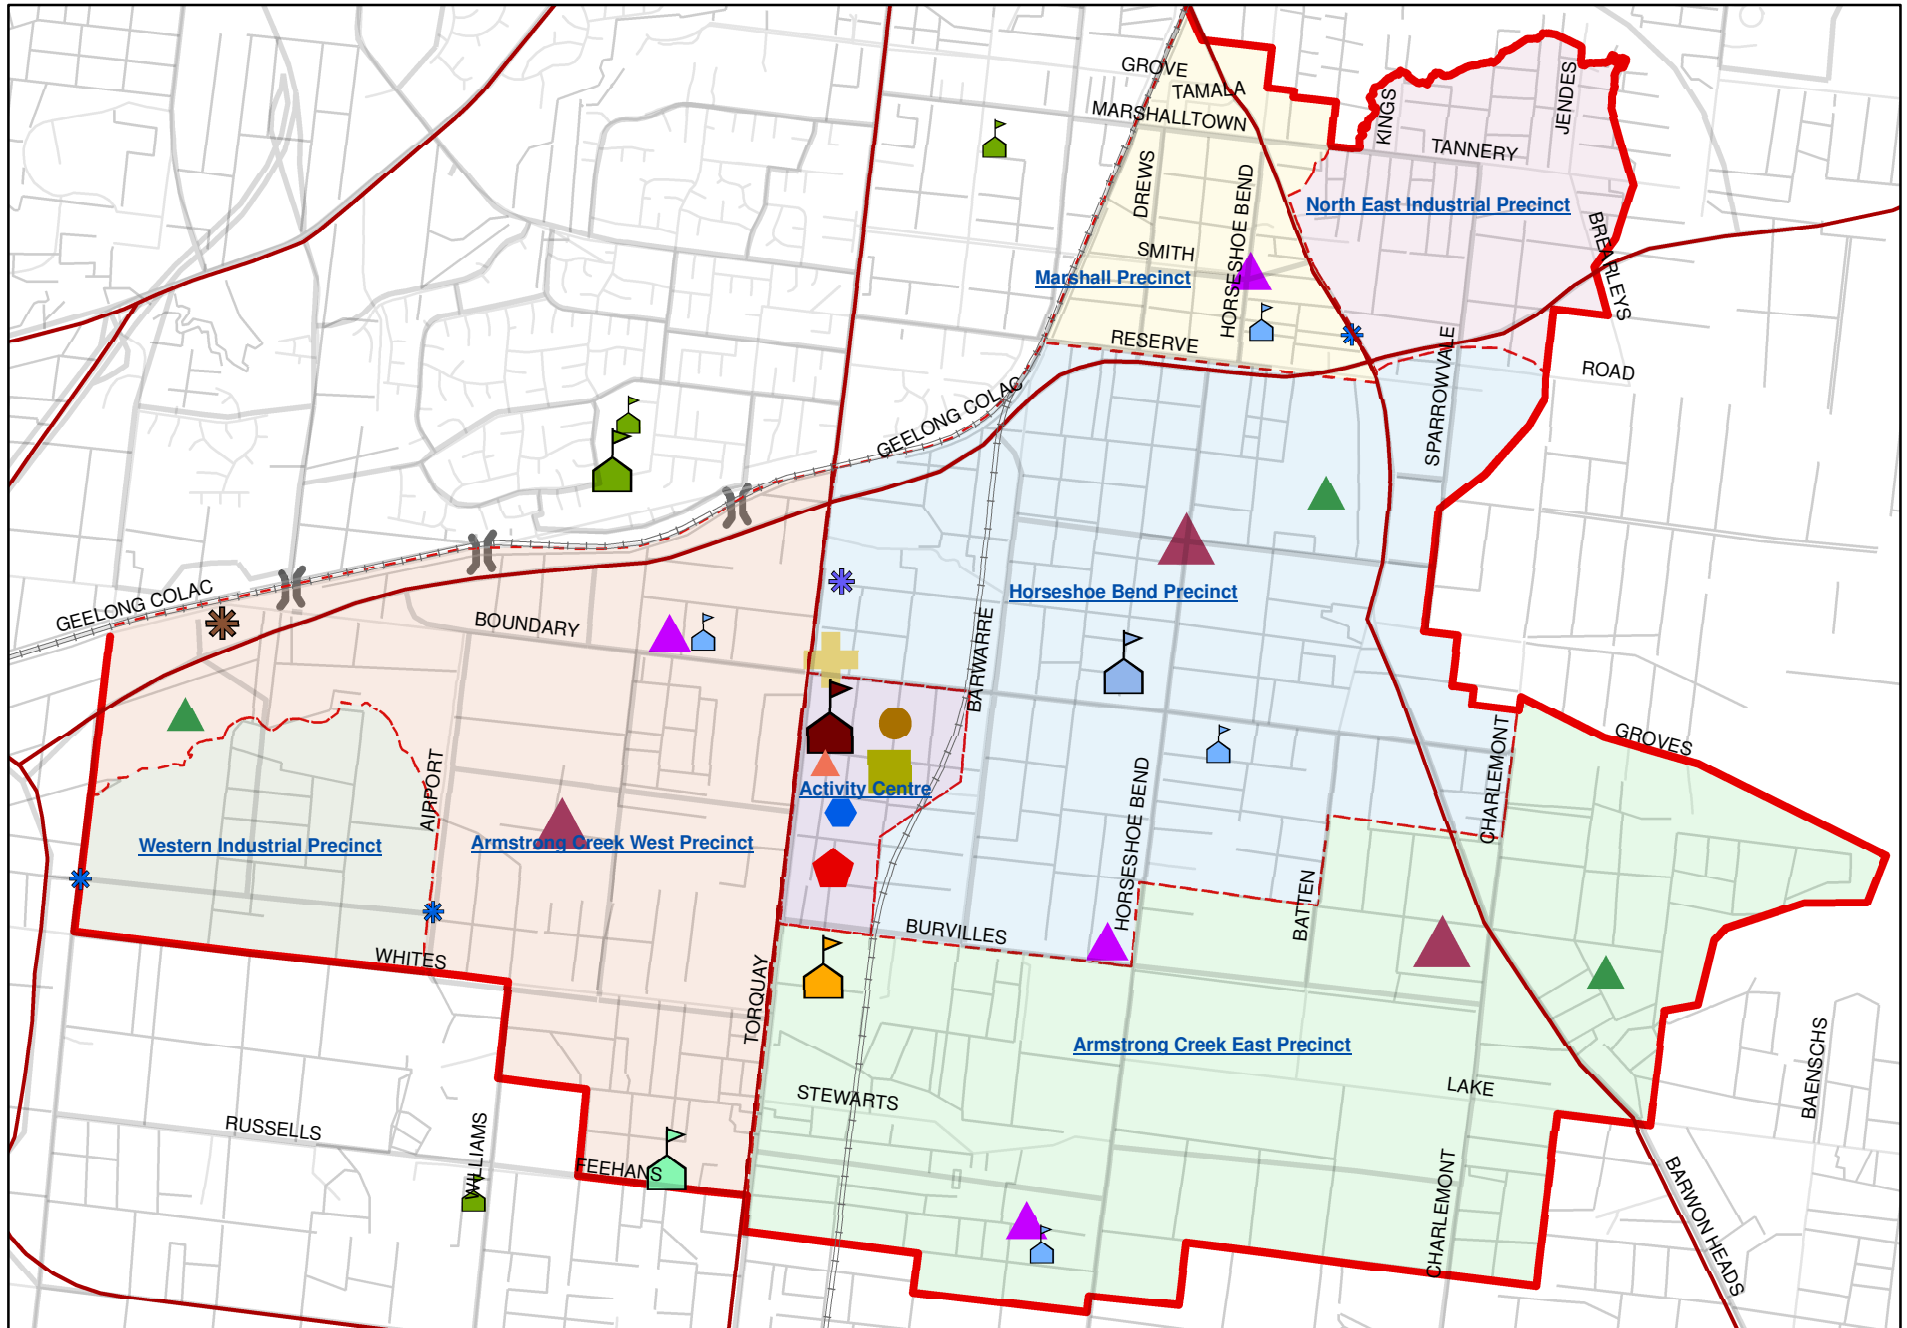 GROVE
TAMALA
MARSHALLTOWN
KINGS
JENDES
TANNERY
DREWS
HORSESHOE BEND
North East Industrial Precinct
BREARLEYS
SMITH
Marshall Precinct
RESERVE
SPARROWVALE
ROAD
GEELONG COLAC
GEELONG COLAC
BOUNDARY
Horseshoe Bend Precinct
BARWARRE
CHARLEMONT
GROVES
AIRPORT
Activity Centre
HORSESHOE BEND
Western Industrial Precinct
Armstrong Creek West Precinct
BATTEN
BURVILLES
WHITES
TORQUAY
Armstrong Creek East Precinct
BAENSCHS
STEWARTS
LAKE
RUSSELLS
WILLIAMS
FEEHANS
CHARLEMONT
BARWON HEADS